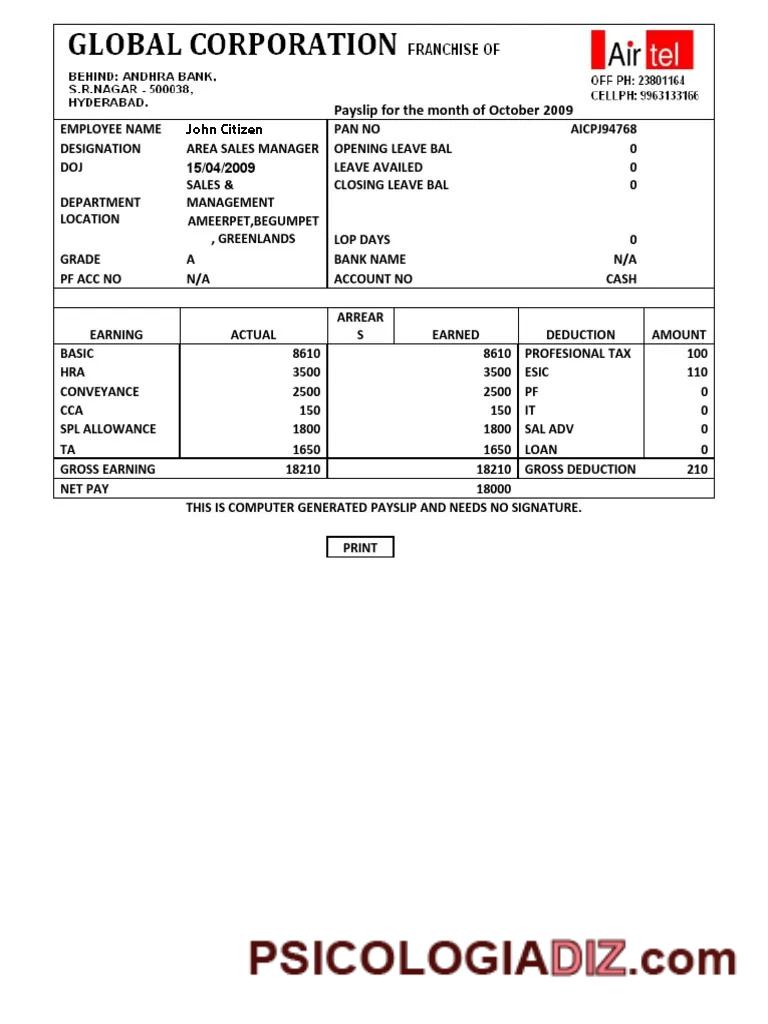 GLOBAL CORPORATION FRANCHISE OF
Airtel
BEHIND: ANDHRA BANK,
S.R.NAGAR - 500038,
HYDERABAD.
OFF PH: 23801164
CELLPH: 9963133166
Payslip for the month of October 2009
EMPLOYEE NAME John Citizen PAN NO AICPJ94768
DESIGNATION AREA SALES MANAGER OPENING LEAVE BAL 0
DOJ 15/04/2009 LEAVE AVAILED 0
SALES & CLOSING LEAVE BAL 0
DEPARTMENT MANAGEMENT
LOCATION AMEERPET,BEGUMPET
, GREENLANDS LOP DAYS 0
GRADE A BANK NAME N/A
PF ACC NO N/A ACCOUNT NO CASH
ARREAR
EARNING ACTUAL S EARNED DEDUCTION AMOUNT
BASIC 8610 8610 PROFESIONAL TAX 100
HRA 3500 3500 ESIC 110
CONVEYANCE 2500 2500 PF 0
CCA 150 150 IT 0
SPL ALLOWANCE 1800 1800 SAL ADV 0
TA 1650 1650 LOAN 0
GROSS EARNING 18210 18210 GROSS DEDUCTION 210
NET PAY 18000
THIS IS COMPUTER GENERATED PAYSLIP AND NEEDS NO SIGNATURE.
PRINT
PSICOLOGIADIZ.com